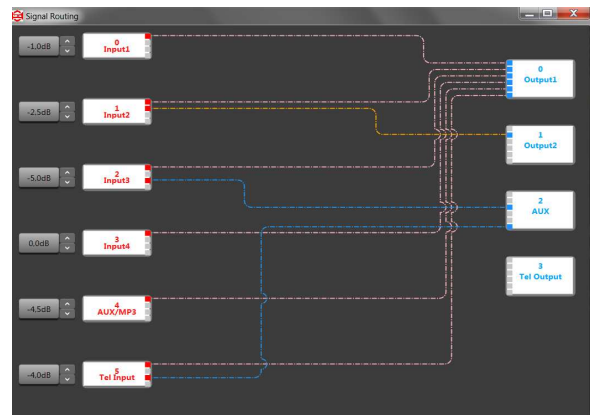 Signal Routing
-1.0dB
0
Input1
0
Output1
-2.5dB
1
Input2
1
Output2
-5.0dB
2
Input3
2
AUX
0.0dB
3
Input4
3
Tel Output
-4.5dB
4
AUX/MP3
-4.0dB
5
Tel Input